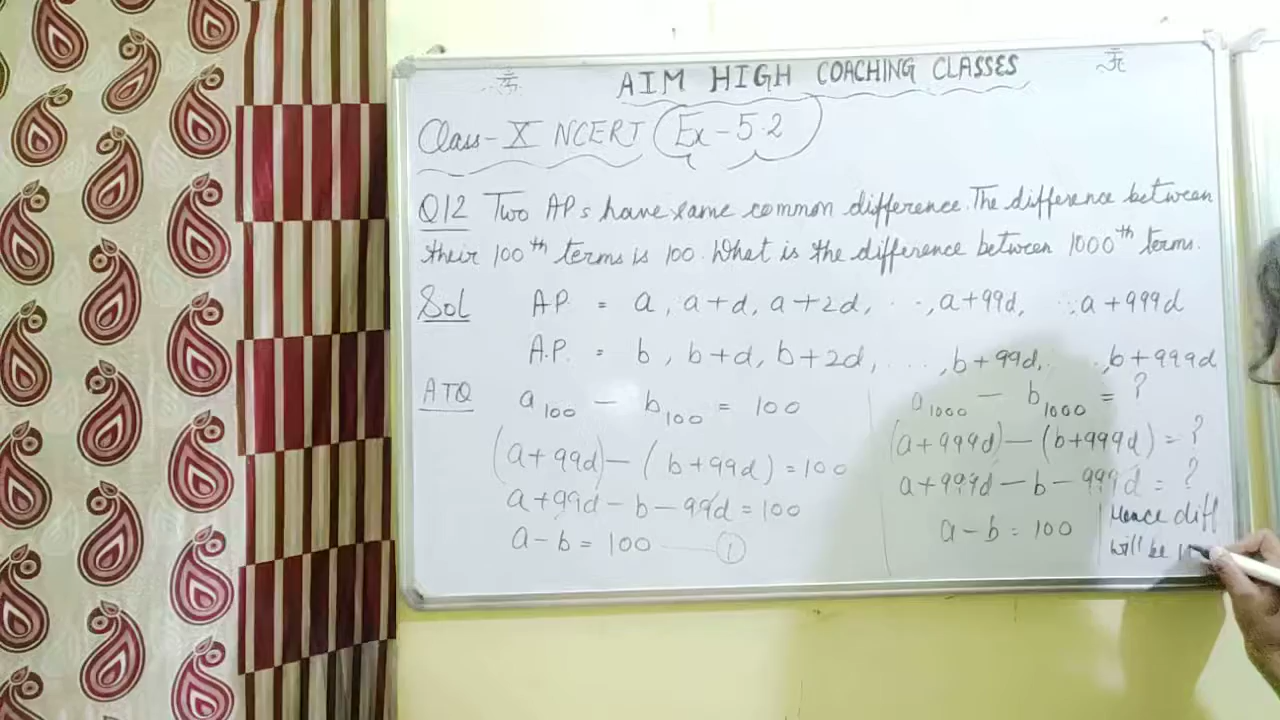 AIM HIGH COACHING CLASSES
Class-X NCERT Ex-5.2
Q12 Two APs have same common difference. The difference between
their 100th terms is 100. What is the difference between 1000th terms.
Sol AP = a, a+d, a+2d, ..., a+99d, ..., a+999d
A.P. = b, b+d, b+2d, ..., b+99d, ..., b+999d
ATQ a100 - b100 = 100
(a+99d) - (b+99d) = 100
a+99d - b - 99d = 100
a-b = 100 — 1
a1000 - b1000 = ?
(a+999d) - (b+999d) = ?
a+999d - b - 999d = ?
a-b = 100
Hence diff
will be